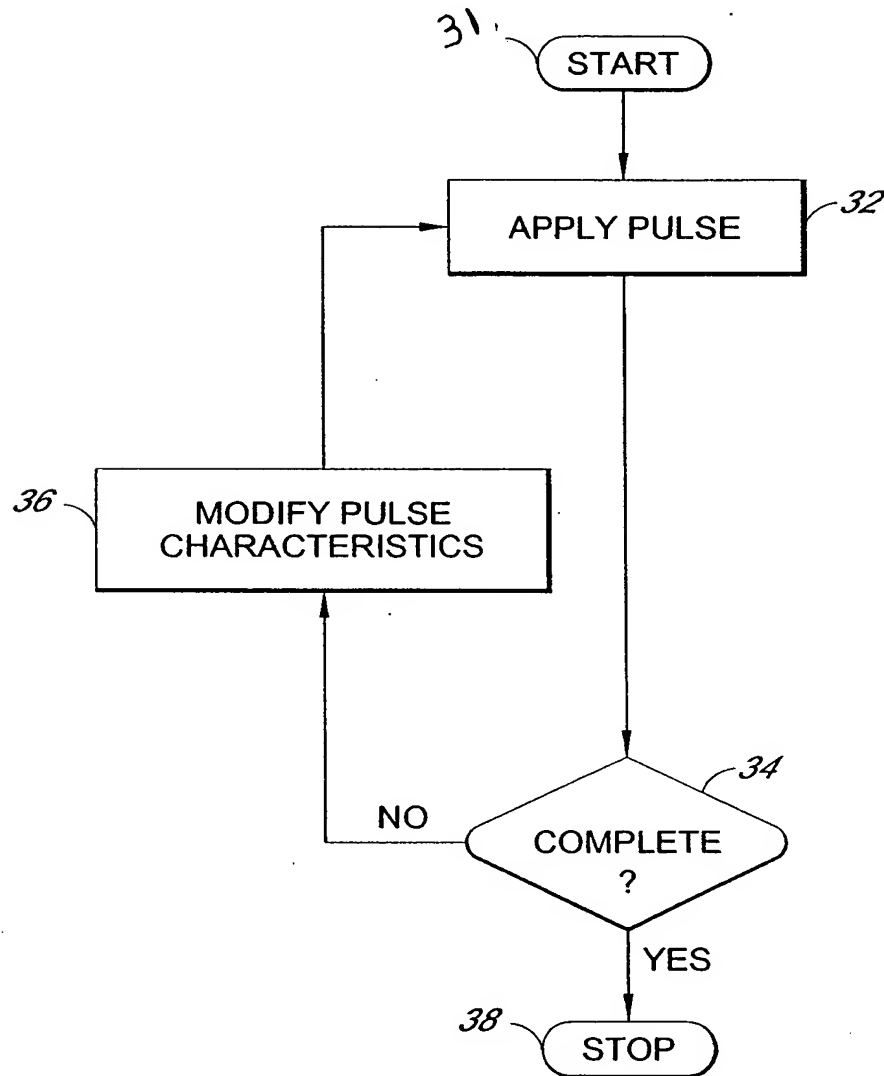 31.
START
APPLY PULSE
32
36
MODIFY PULSE
CHARACTERISTICS
34
NO
COMPLETE
?
YES
38
STOP